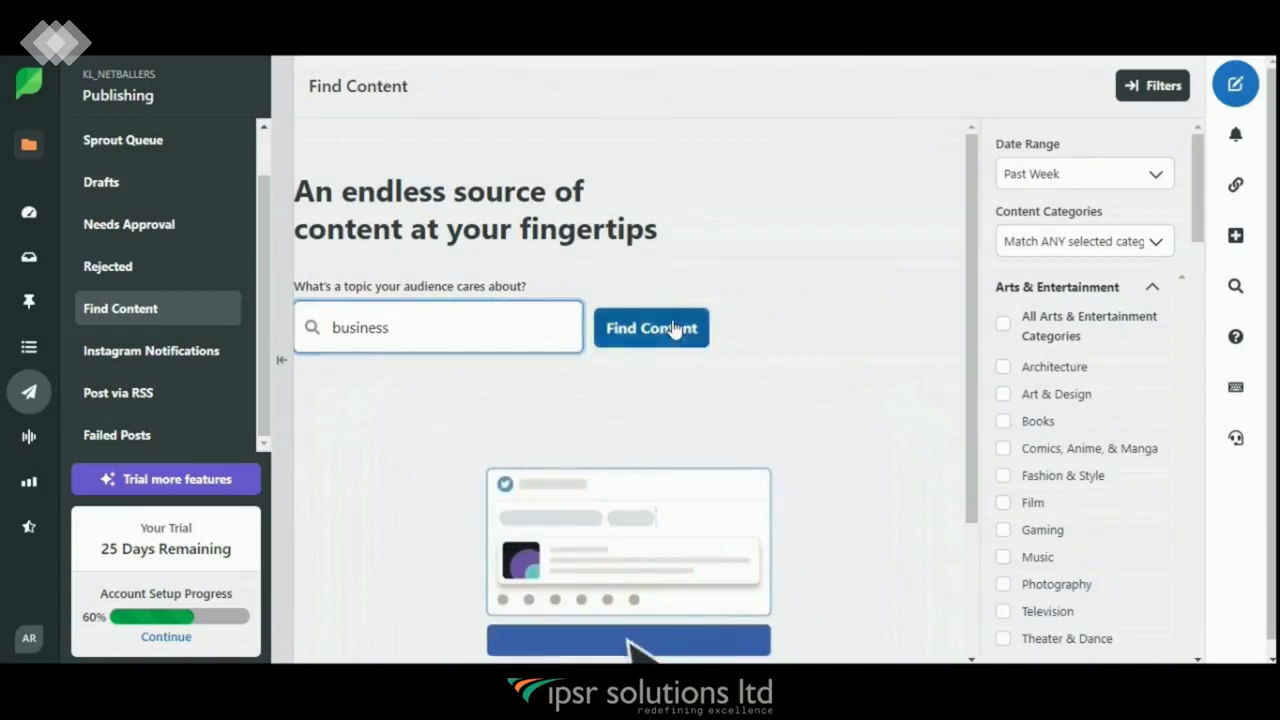 KL_NETBALLERS
Publishing
Sprout Queue
Drafts
Needs Approval
Rejected
Find Content
Instagram Notifications
Post via RSS
Failed Posts
Trial more features
Your Trial
25 Days Remaining
Account Setup Progress
60%
Continue
AR
Find Content
Filters
An endless source of
content at your fingertips
What's a topic your audience cares about?
business
Find Content
Date Range
Past Week
Content Categories
Match ANY selected categ
Arts & Entertainment
All Arts & Entertainment
Categories
Architecture
Art & Design
Books
Comics, Anime, & Manga
Fashion & Style
Film
Gaming
Music
Photography
Television
Theater & Dance
ipsr solutions ltd
redefining excellence